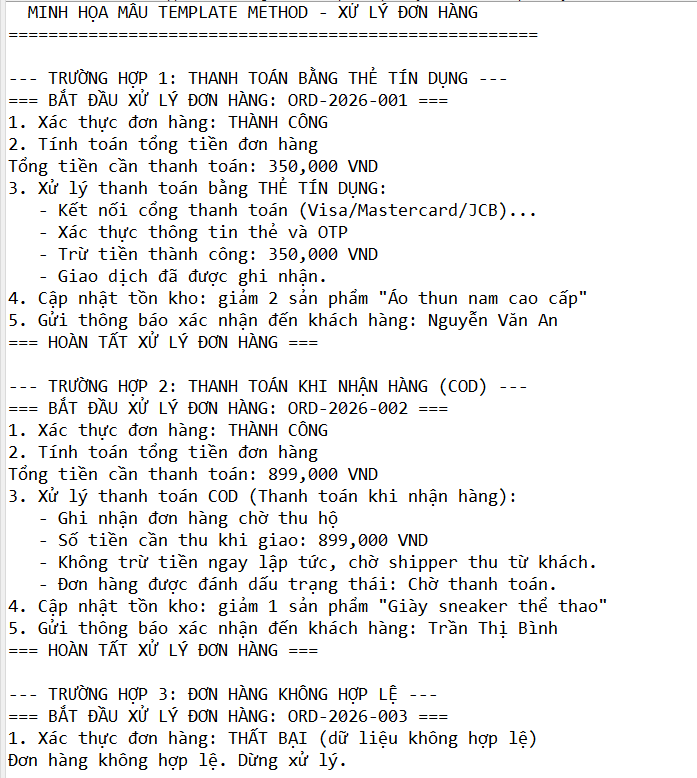 MINH HỌA MẪU TEMPLATE METHOD - XỬ LÝ ĐƠN HÀNG
=====================================================
--- TRƯỜNG HỢP 1: THANH TOÁN BẰNG THẺ TÍN DỤNG ---
=== BẮT ĐẦU XỬ LÝ ĐƠN HÀNG: ORD-2026-001 ===
1. Xác thực đơn hàng: THÀNH CÔNG
2. Tính toán tổng tiền đơn hàng
Tổng tiền cần thanh toán: 350,000 VND
3. Xử lý thanh toán bằng THẺ TÍN DỤNG:
- Kết nối cổng thanh toán (Visa/Mastercard/JCB)...
- Xác thực thông tin thẻ và OTP
- Trừ tiền thành công: 350,000 VND
- Giao dịch đã được ghi nhận.
4. Cập nhật tồn kho: giảm 2 sản phẩm "Áo thun nam cao cấp"
5. Gửi thông báo xác nhận đến khách hàng: Nguyễn Văn An
=== HOÀN TẤT XỬ LÝ ĐƠN HÀNG ===
--- TRƯỜNG HỢP 2: THANH TOÁN KHI NHẬN HÀNG (COD) ---
=== BẮT ĐẦU XỬ LÝ ĐƠN HÀNG: ORD-2026-002 ===
1. Xác thực đơn hàng: THÀNH CÔNG
2. Tính toán tổng tiền đơn hàng
Tổng tiền cần thanh toán: 899,000 VND
3. Xử lý thanh toán COD (Thanh toán khi nhận hàng):
- Ghi nhận đơn hàng chờ thu hộ
- Số tiền cần thu khi giao: 899,000 VND
- Không trừ tiền ngay lập tức, chờ shipper thu từ khách.
- Đơn hàng được đánh dấu trạng thái: Chờ thanh toán.
4. Cập nhật tồn kho: giảm 1 sản phẩm "Giày sneaker thể thao"
5. Gửi thông báo xác nhận đến khách hàng: Trần Thị Bình
=== HOÀN TẤT XỬ LÝ ĐƠN HÀNG ===
--- TRƯỜNG HỢP 3: ĐƠN HÀNG KHÔNG HỢP LỆ ---
=== BẮT ĐẦU XỬ LÝ ĐƠN HÀNG: ORD-2026-003 ===
1. Xác thực đơn hàng: THẤT BẠI (dữ liệu không hợp lệ)
Đơn hàng không hợp lệ. Dừng xử lý.